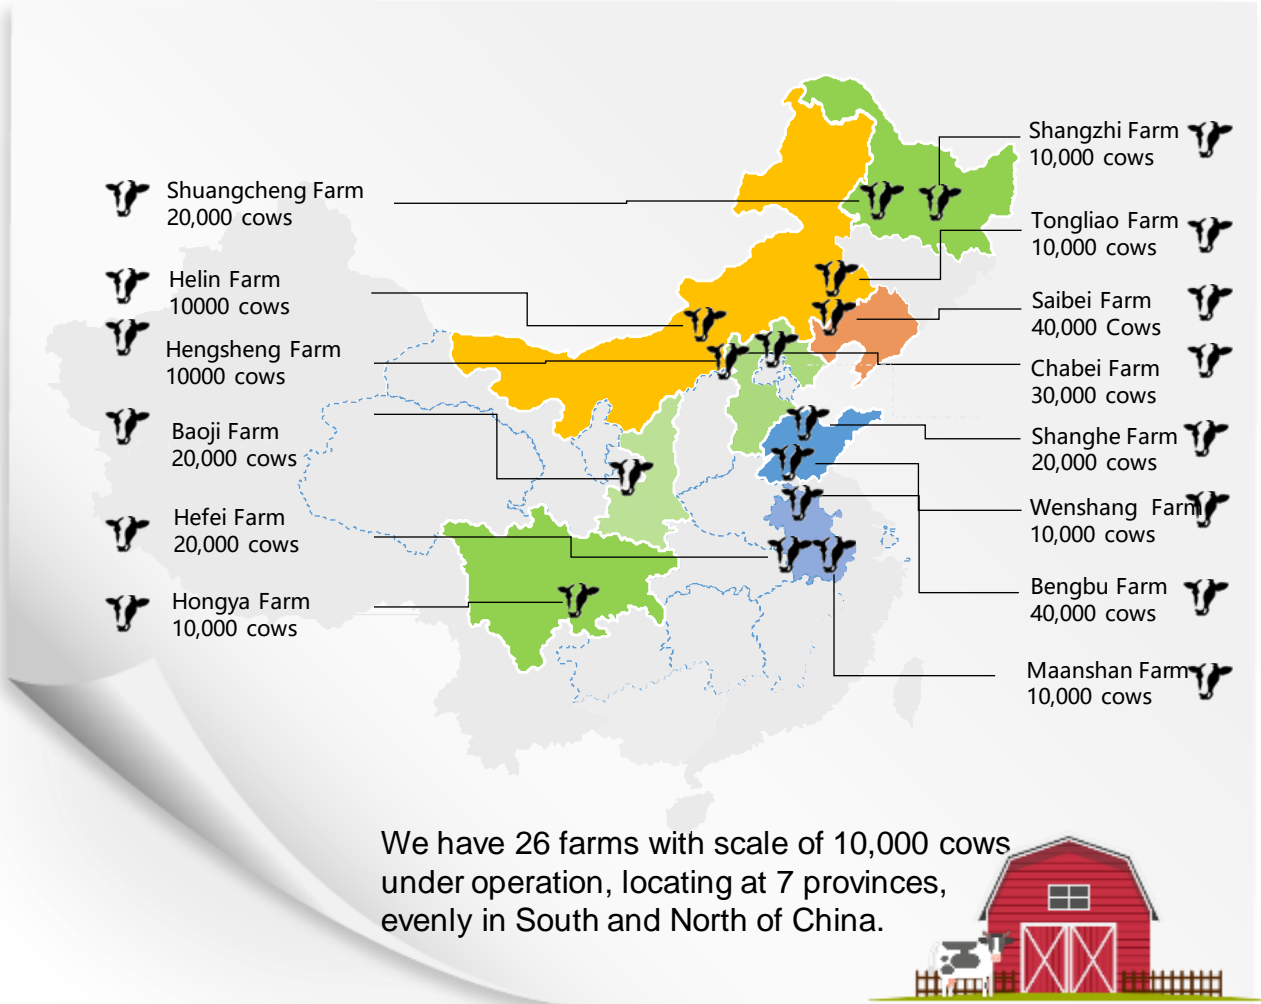 Shuangcheng Farm
20,000 cows
Helin Farm
10000 cows
Hengsheng Farm
10000 cows
Baoji Farm
20,000 cows
Hefei Farm
20,000 cows
Hongya Farm
10,000 cows
Shangzhi Farm
10,000 cows
Tongliao Farm
10,000 cows
Saibei Farm
40,000 Cows
Chabei Farm
30,000 cows
Shanghe Farm
20,000 cows
Wenshang Farm
10,000 cows
Bengbu Farm
40,000 cows
Maanshan Farm
10,000 cows
We have 26 farms with scale of 10,000 cows
under operation, locating at 7 provinces,
evenly in South and North of China.